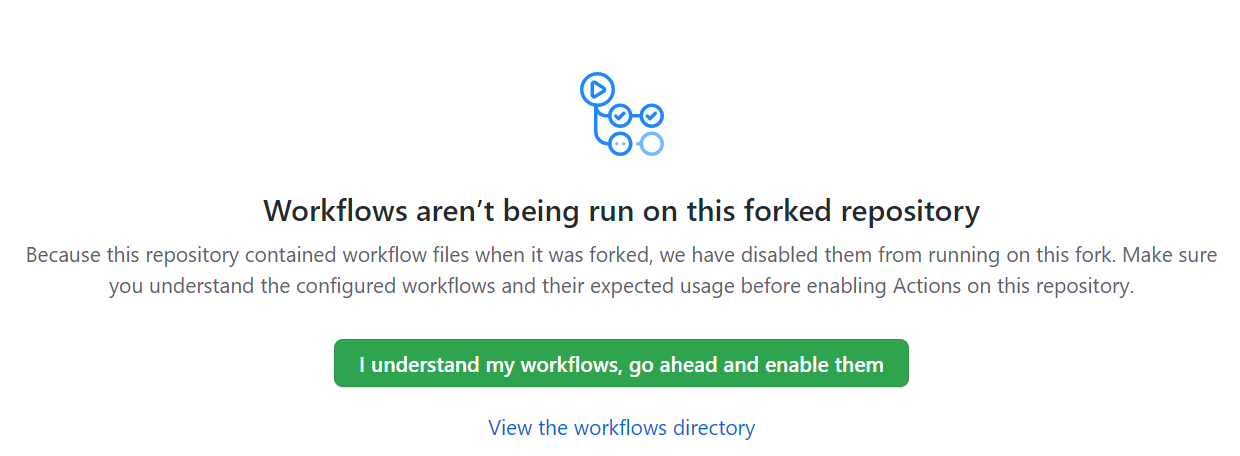 Workflows aren’t being run on this forked repository
Because this repository contained workflow files when it was forked, we have disabled them from running on this fork. Make sure
you understand the configured workflows and their expected usage before enabling Actions on this repository.
I understand my workflows, go ahead and enable them
View the workflows directory